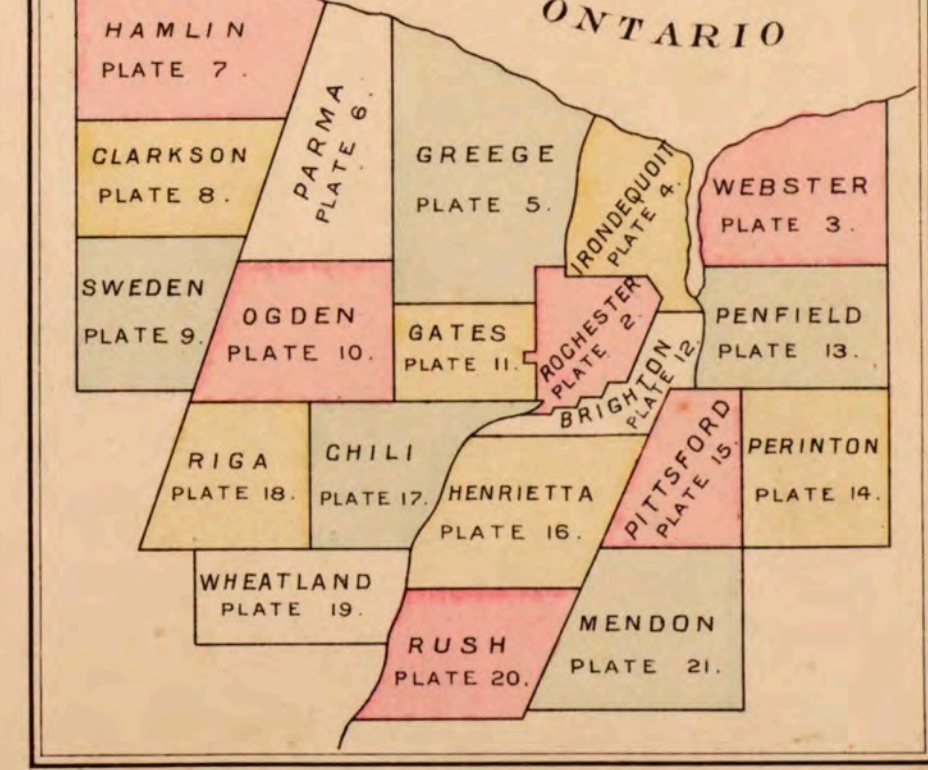 ONTARIO
HAMLIN
PLATE 7.
PARMA
PLATE 6.
CLARKSON
PLATE 8.
GREEGE
PLATE 5.
IRONDEQUOIT
PLATE 4.
WEBSTER
PLATE 3.
SWEDEN
PLATE 9.
OGDEN
PLATE 10.
GATES
PLATE 11.
ROCHESTER
PLATE 2.
BRIGHTON
PLATE 12.
PENFIELD
PLATE 13.
RIGA
PLATE 18.
CHILI
PLATE 17.
HENRIETTA
PLATE 16.
PITTSFORD
PLATE 15.
PERINTON
PLATE 14.
WHEATLAND
PLATE 19.
RUSH
PLATE 20.
MENDON
PLATE 21.